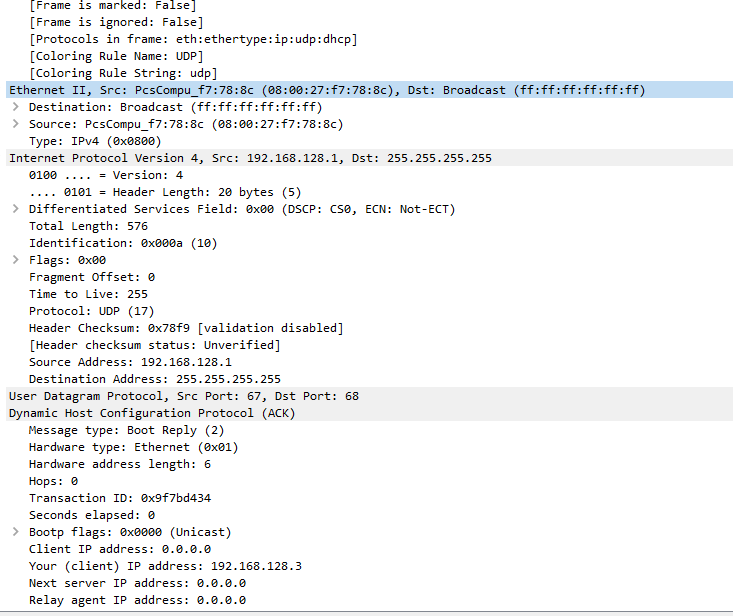 [Frame is marked: False]
[Frame is ignored: False]
[Protocols in frame: eth:ethertype:ip:udp:dhcp]
[Coloring Rule Name: UDP]
[Coloring Rule String: udp]
Ethernet II, Src: PcsCompu_f7:78:8c (08:00:27:f7:78:8c), Dst: Broadcast (ff:ff:ff:ff:ff:ff)
Destination: Broadcast (ff:ff:ff:ff:ff:ff)
Source: PcsCompu_f7:78:8c (08:00:27:f7:78:8c)
Type: IPv4 (0x0800)
Internet Protocol Version 4, Src: 192.168.128.1, Dst: 255.255.255.255
0100 .... = Version: 4
.... 0101 = Header Length: 20 bytes (5)
Differentiated Services Field: 0x00 (DSCP: CS0, ECN: Not-ECT)
Total Length: 576
Identification: 0x000a (10)
Flags: 0x00
Fragment Offset: 0
Time to Live: 255
Protocol: UDP (17)
Header Checksum: 0x78f9 [validation disabled]
[Header checksum status: Unverified]
Source Address: 192.168.128.1
Destination Address: 255.255.255.255
User Datagram Protocol, Src Port: 67, Dst Port: 68
Dynamic Host Configuration Protocol (ACK)
Message type: Boot Reply (2)
Hardware type: Ethernet (0x01)
Hardware address length: 6
Hops: 0
Transaction ID: 0x9f7bd434
Seconds elapsed: 0
Bootp flags: 0x0000 (Unicast)
Client IP address: 0.0.0.0
Your (client) IP address: 192.168.128.3
Next server IP address: 0.0.0.0
Relay agent IP address: 0.0.0.0